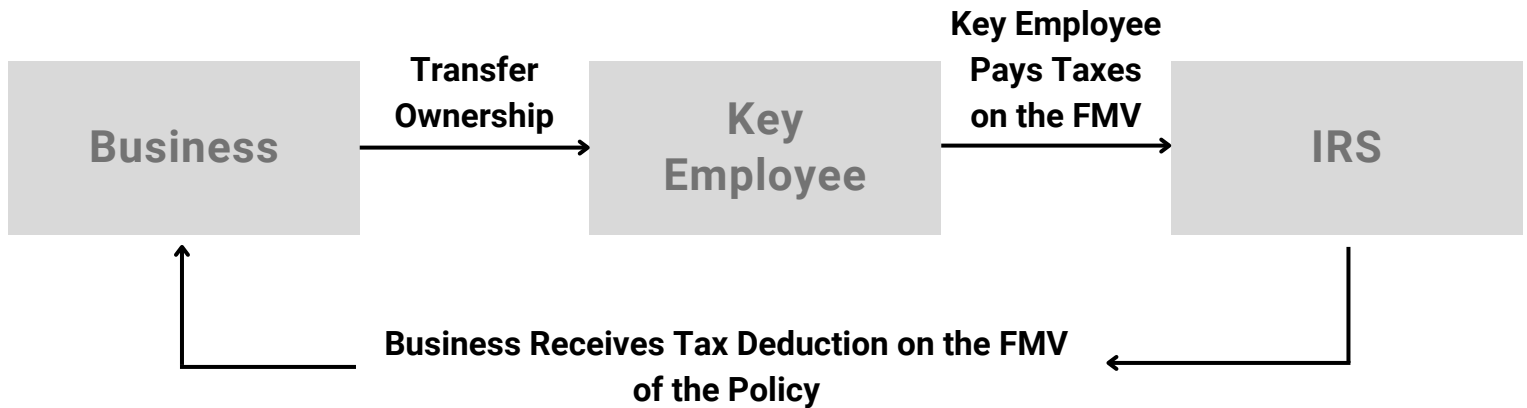 Business
Transfer
Ownership
Key
Employee
Key Employee
Pays Taxes
on the FMV
IRS
Business Receives Tax Deduction on the FMV
of the Policy